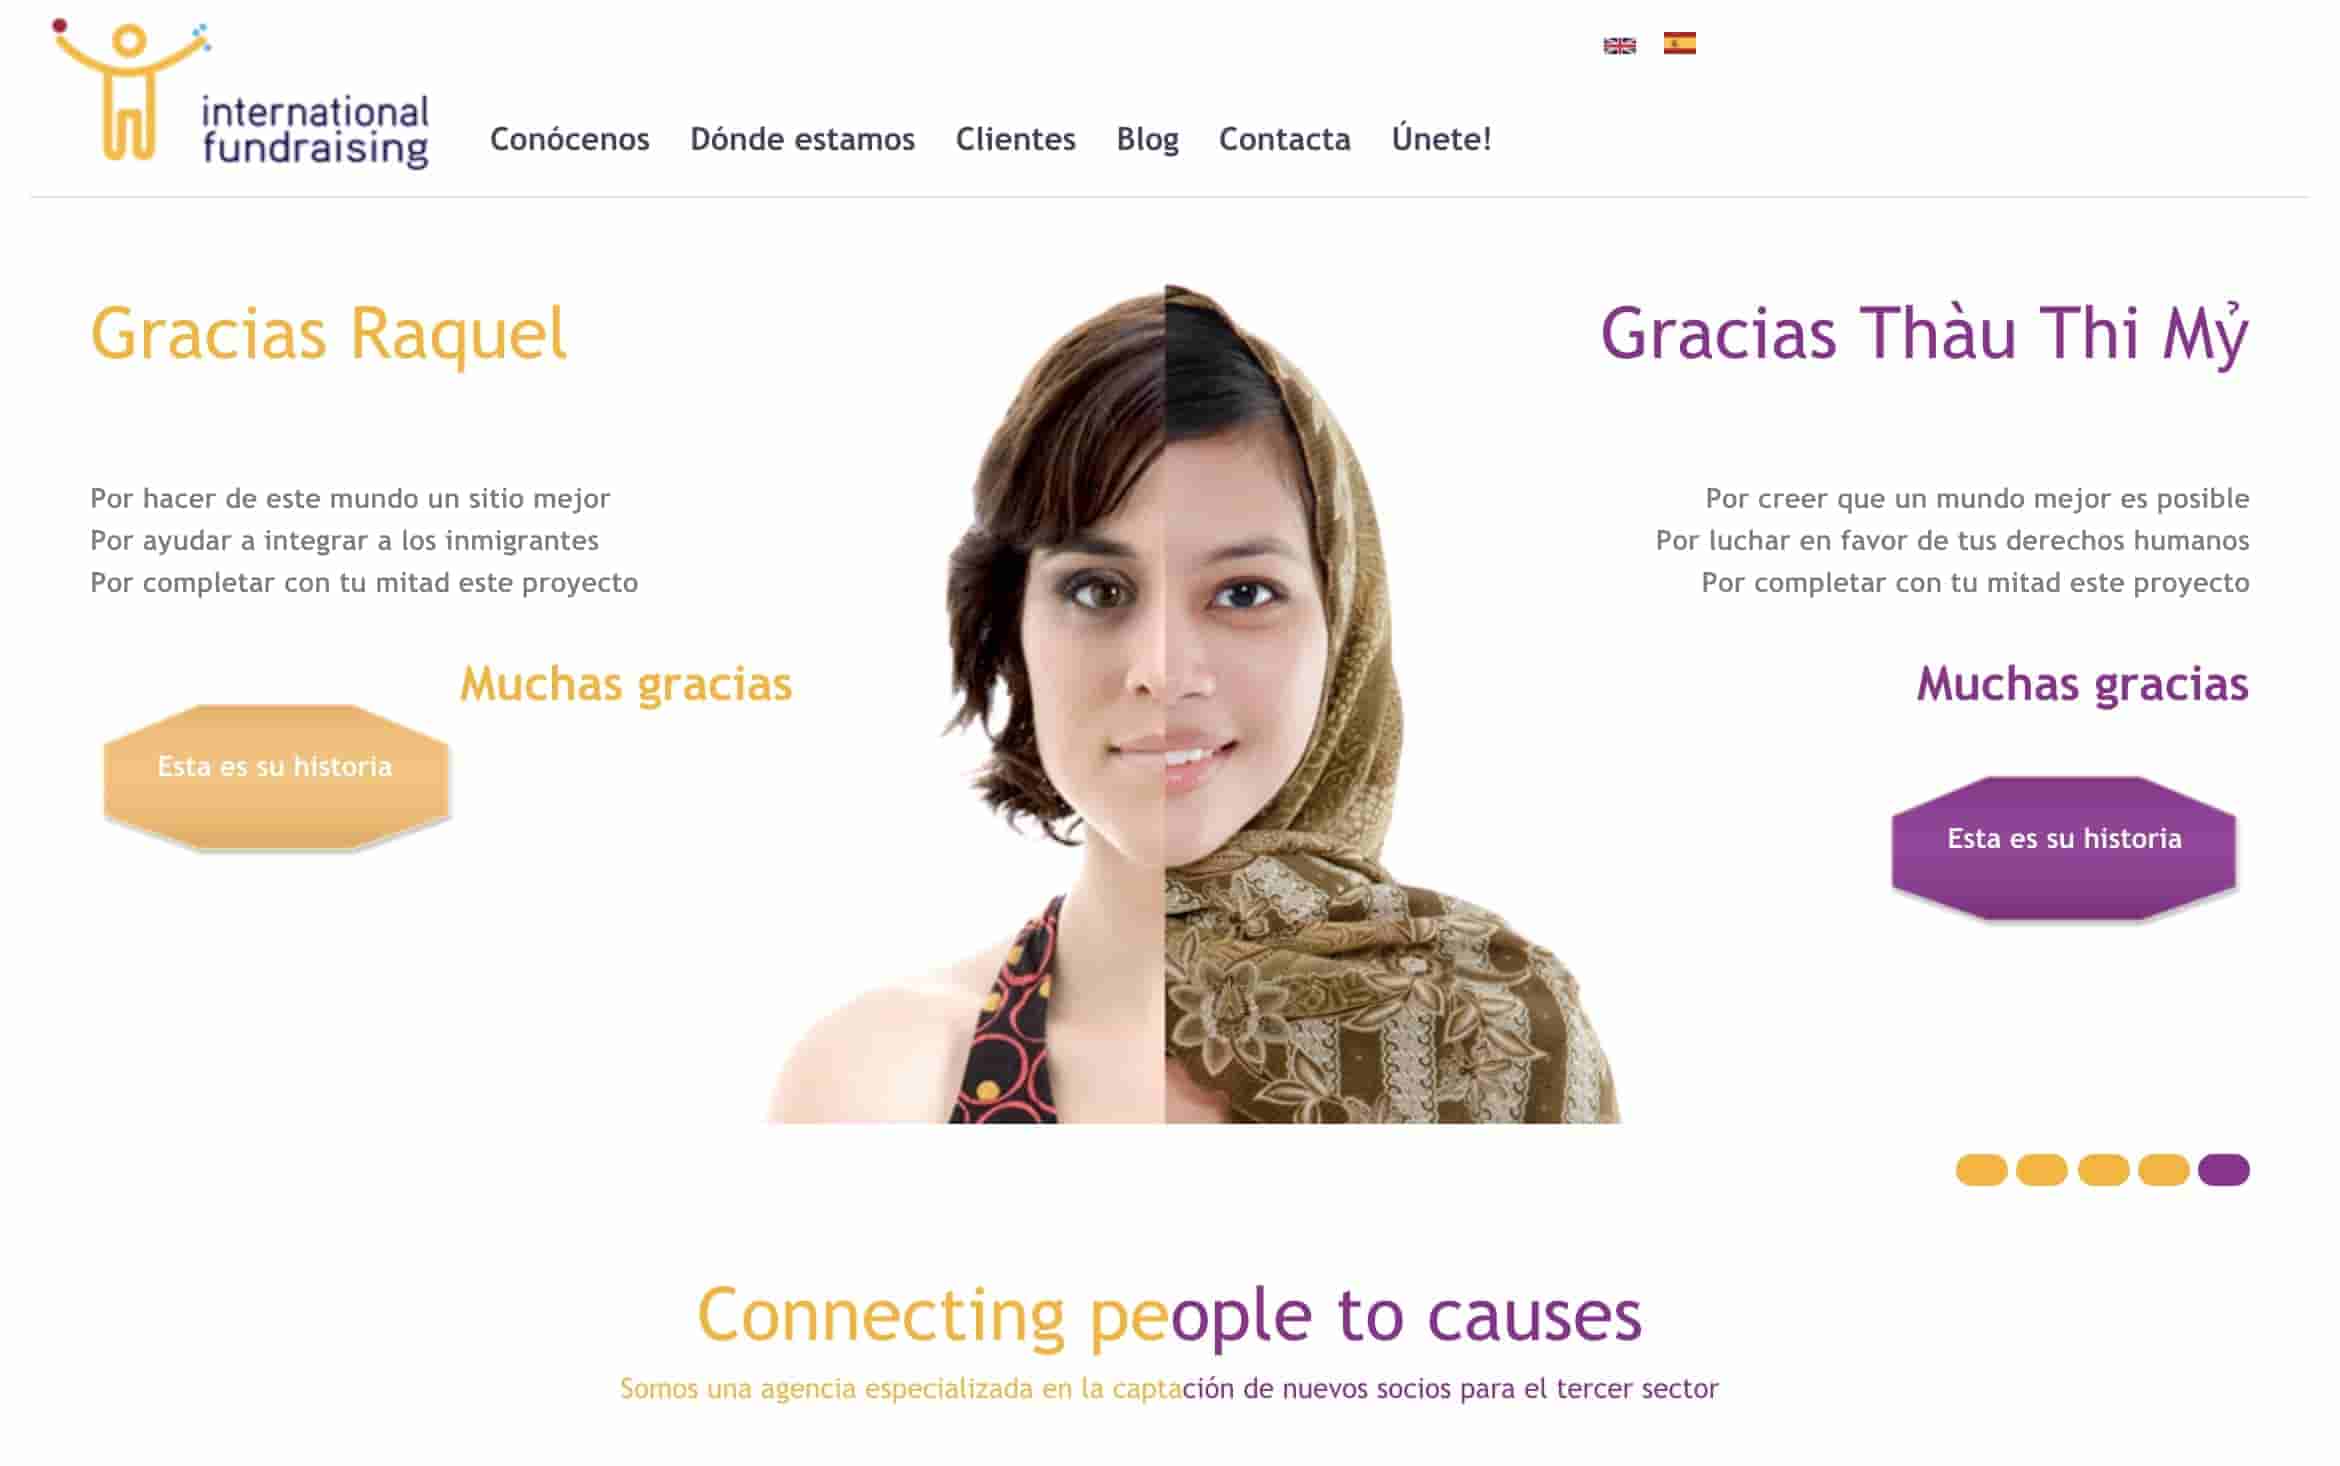 international
fundraising
Conócenos Dónde estamos Clientes Blog Contacta Únete!
Gracias Raquel
Por hacer de este mundo un sitio mejor
Por ayudar a integrar a los inmigrantes
Por completar con tu mitad este proyecto
Muchas gracias
Esta es su historia
Gracias Thàu Thi Mỷ
Por creer que un mundo mejor es posible
Por luchar en favor de tus derechos humanos
Por completar con tu mitad este proyecto
Muchas gracias
Esta es su historia
Connecting people to causes
Somos una agencia especializada en la captación de nuevos socios para el tercer sector